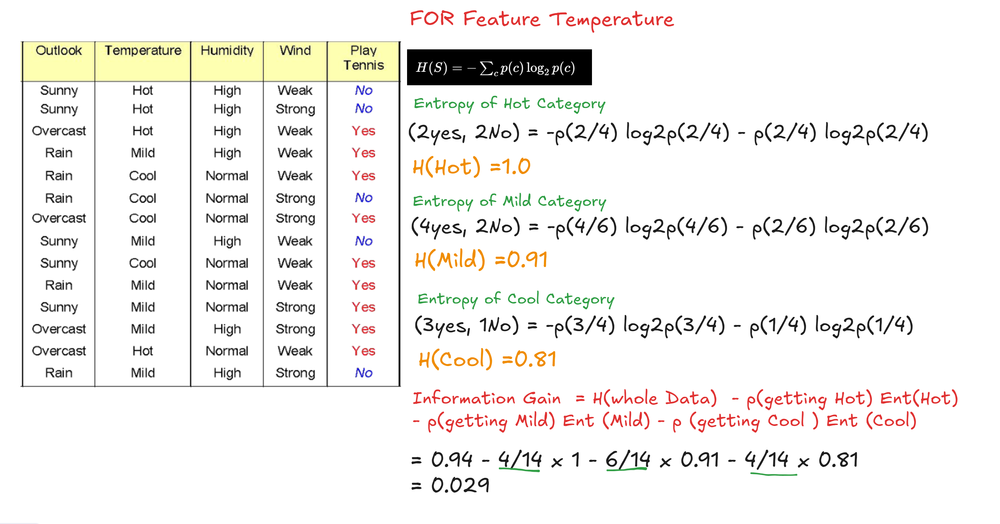 FOR Feature Temperature
Outlook Temperature Humidity Wind Play Tennis
Sunny Hot High Weak No
Sunny Hot High Strong No
Overcast Hot High Weak Yes
Rain Mild High Weak Yes
Rain Cool Normal Weak Yes
Rain Cool Normal Strong No
Overcast Cool Normal Strong Yes
Sunny Mild High Weak No
Sunny Cool Normal Weak Yes
Rain Mild Normal Weak Yes
Sunny Mild Normal Strong Yes
Overcast Mild High Strong Yes
Overcast Hot Normal Weak Yes
Rain Mild High Strong No
H(S) = − ∑c p(c) log₂ p(c)
Entropy of Hot Category
(2yes, 2No) = -p(2/4) log2p(2/4) - p(2/4) log2p(2/4)
H(Hot) =1.0
Entropy of Mild Category
(4yes, 2No) = -p(4/6) log2p(4/6) - p(2/6) log2p(2/6)
H(Mild) =0.91
Entropy of Cool Category
(3yes, 1No) = -p(3/4) log2p(3/4) - p(1/4) log2p(1/4)
H(Cool) =0.81
Information Gain = H(whole Data) - p(getting Hot) Ent(Hot)
- p(getting Mild) Ent (Mild) - p (getting Cool ) Ent (Cool)
= 0.94 - 4/14 x 1 - 6/14 x 0.91 - 4/14 x 0.81
= 0.029